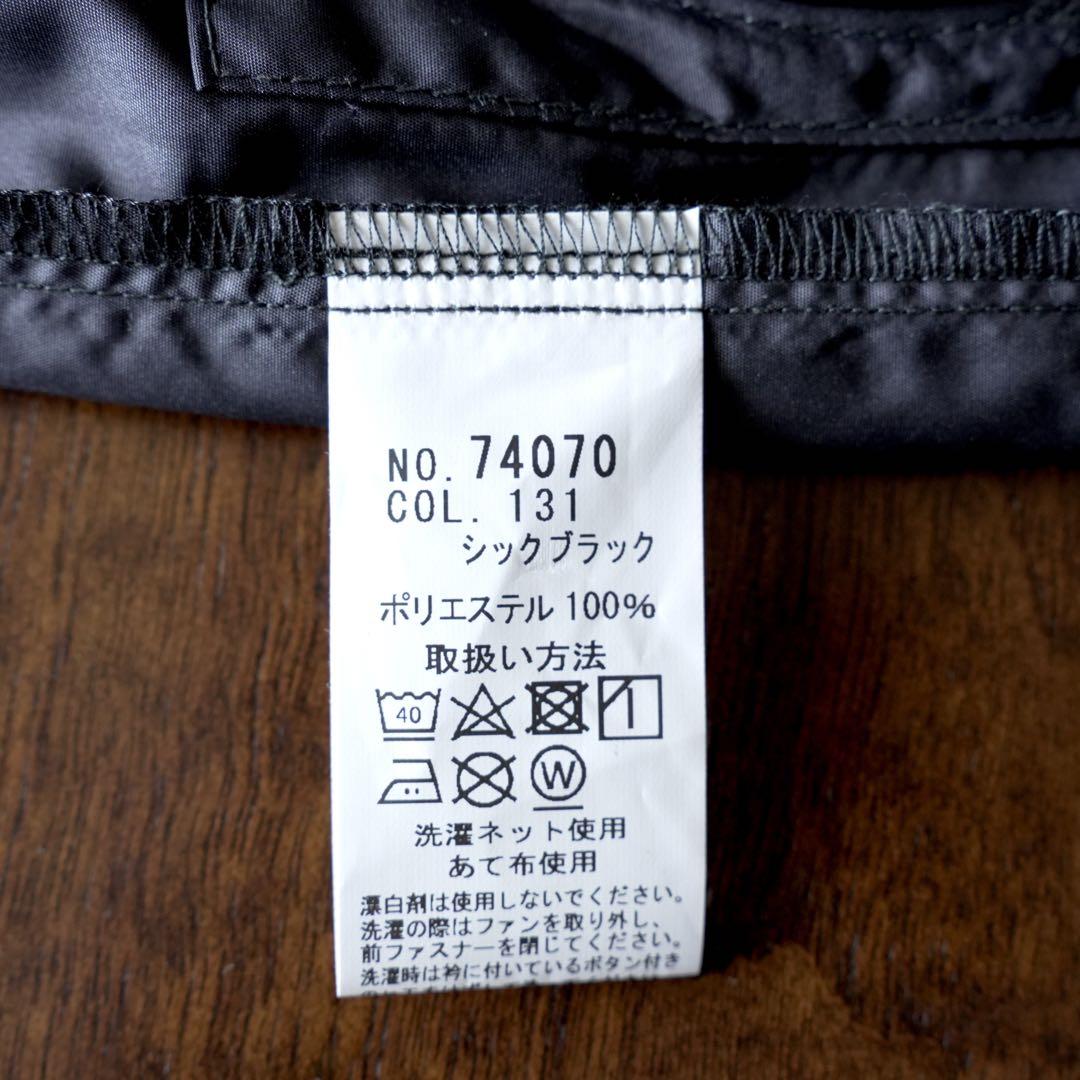 NO. 74070
COL. 131
シックブラック
ポリエステル 100%
取扱い方法
40
W
洗濯ネット使用
あて布使用
漂白剤は使用しないでください。
洗濯の際はファンを取り外し、
前ファスナーを閉じてください。
洗濯時は衿に付いているボタン付き